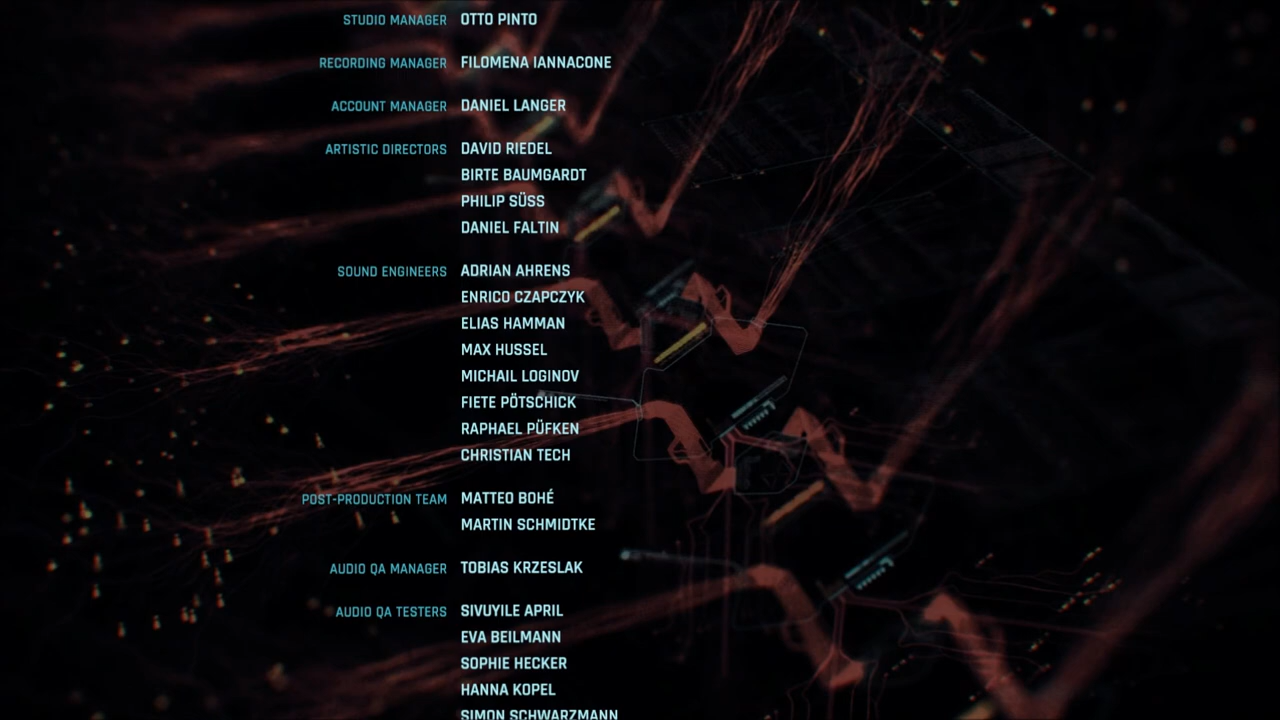 STUDIO MANAGER OTTO PINTO
RECORDING MANAGER FILOMENA IANNACONE
ACCOUNT MANAGER DANIEL LANGER
ARTISTIC DIRECTORS DAVID RIEDEL
BIRTE BAUMGARDT
PHILIP SÜSS
DANIEL FALTIN
SOUND ENGINEERS ADRIAN AHRENS
ENRICO CZAPCZYK
ELIAS HAMMAN
MAX HUSSEL
MICHAIL LOGINOV
FIETE PÖTSCHICK
RAPHAEL PÜFKEN
CHRISTIAN TECH
POST-PRODUCTION TEAM MATTEO BOHÉ
MARTIN SCHMIDTKE
AUDIO QA MANAGER TOBIAS KRZESLAK
AUDIO QA TESTERS SIVUYILE APRIL
EVA BEILMANN
SOPHIE HECKER
HANNA KOPEL
SIMON SCHWARZMANN